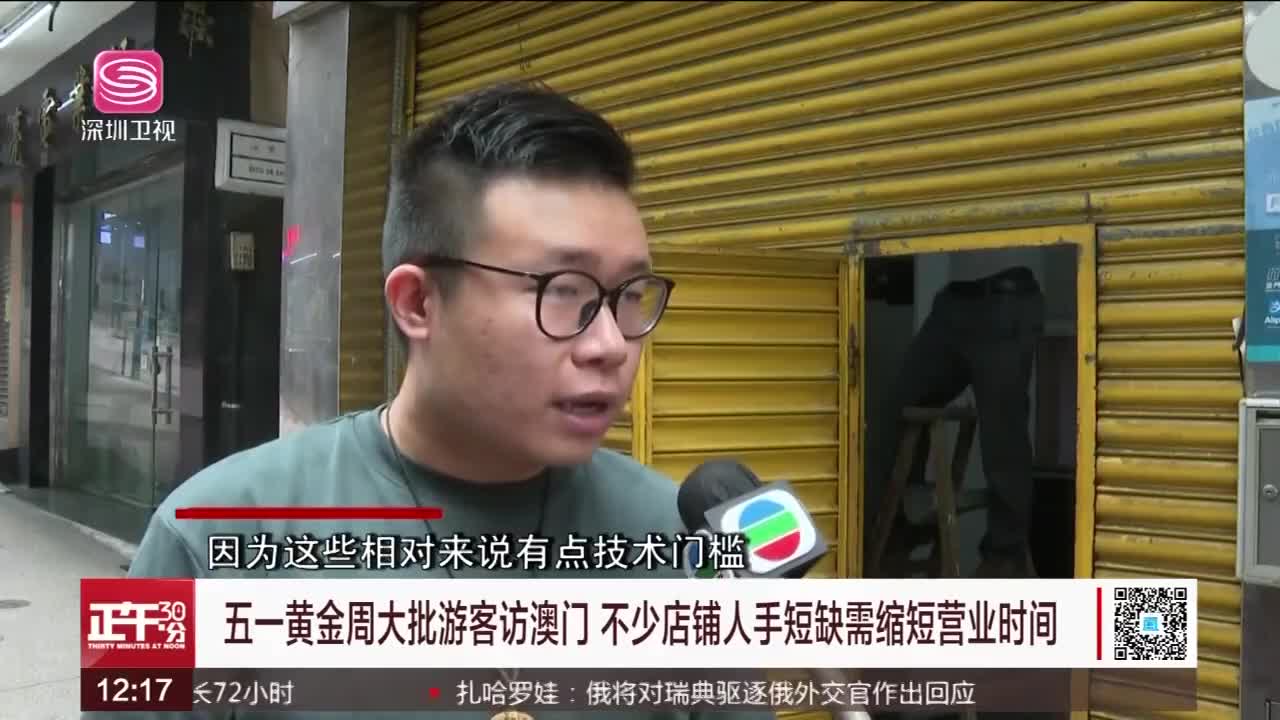 深圳卫视
因为这些相对来说有点技术门槛
正午30分
THIRTY MINUTES AT NOON
五一黄金周大批游客访澳门 不少店铺人手短缺需缩短营业时间
12:17
长72小时
扎哈罗娃：俄将对瑞典驱逐俄外交官作出回应